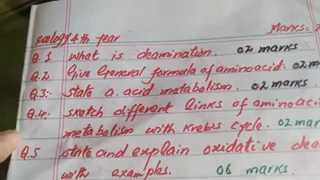 zoology 4th year Marks:
Q.1 what is deamination. 02 marks
Q.2 Give General formula of aminoacid.
Q.3: state a. acid metabolism. 02 marks
Q.4: sketch different links of aminoaci
metabolism with Krebs cycle. 02 mar
Q.5 state and explain oxidative dea
with examples. 06 marks